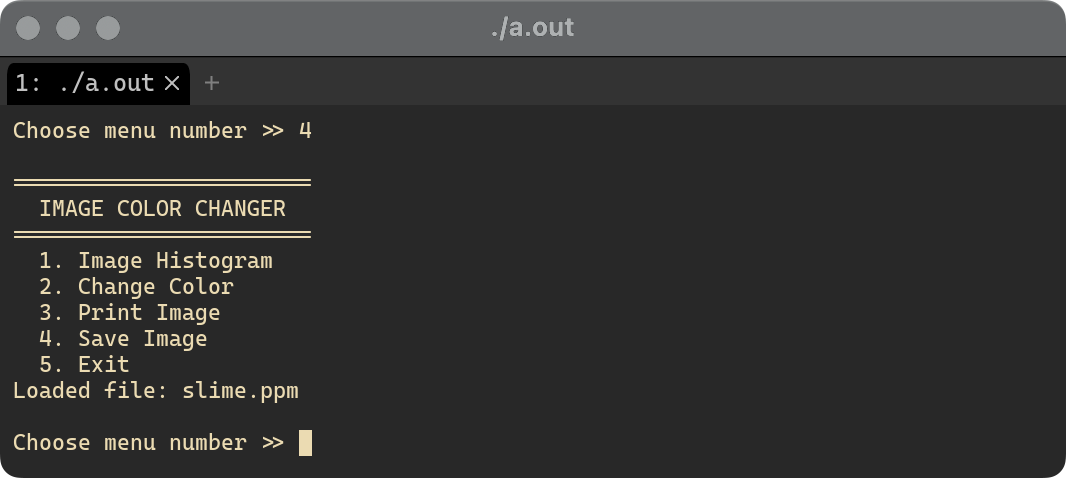 ./a.out
1: ./a.out × +
Choose menu number >> 4
======================= 
IMAGE COLOR CHANGER
=======================
1. Image Histogram
2. Change Color
3. Print Image
4. Save Image
5. Exit
Loaded file: slime.ppm
Choose menu number >>